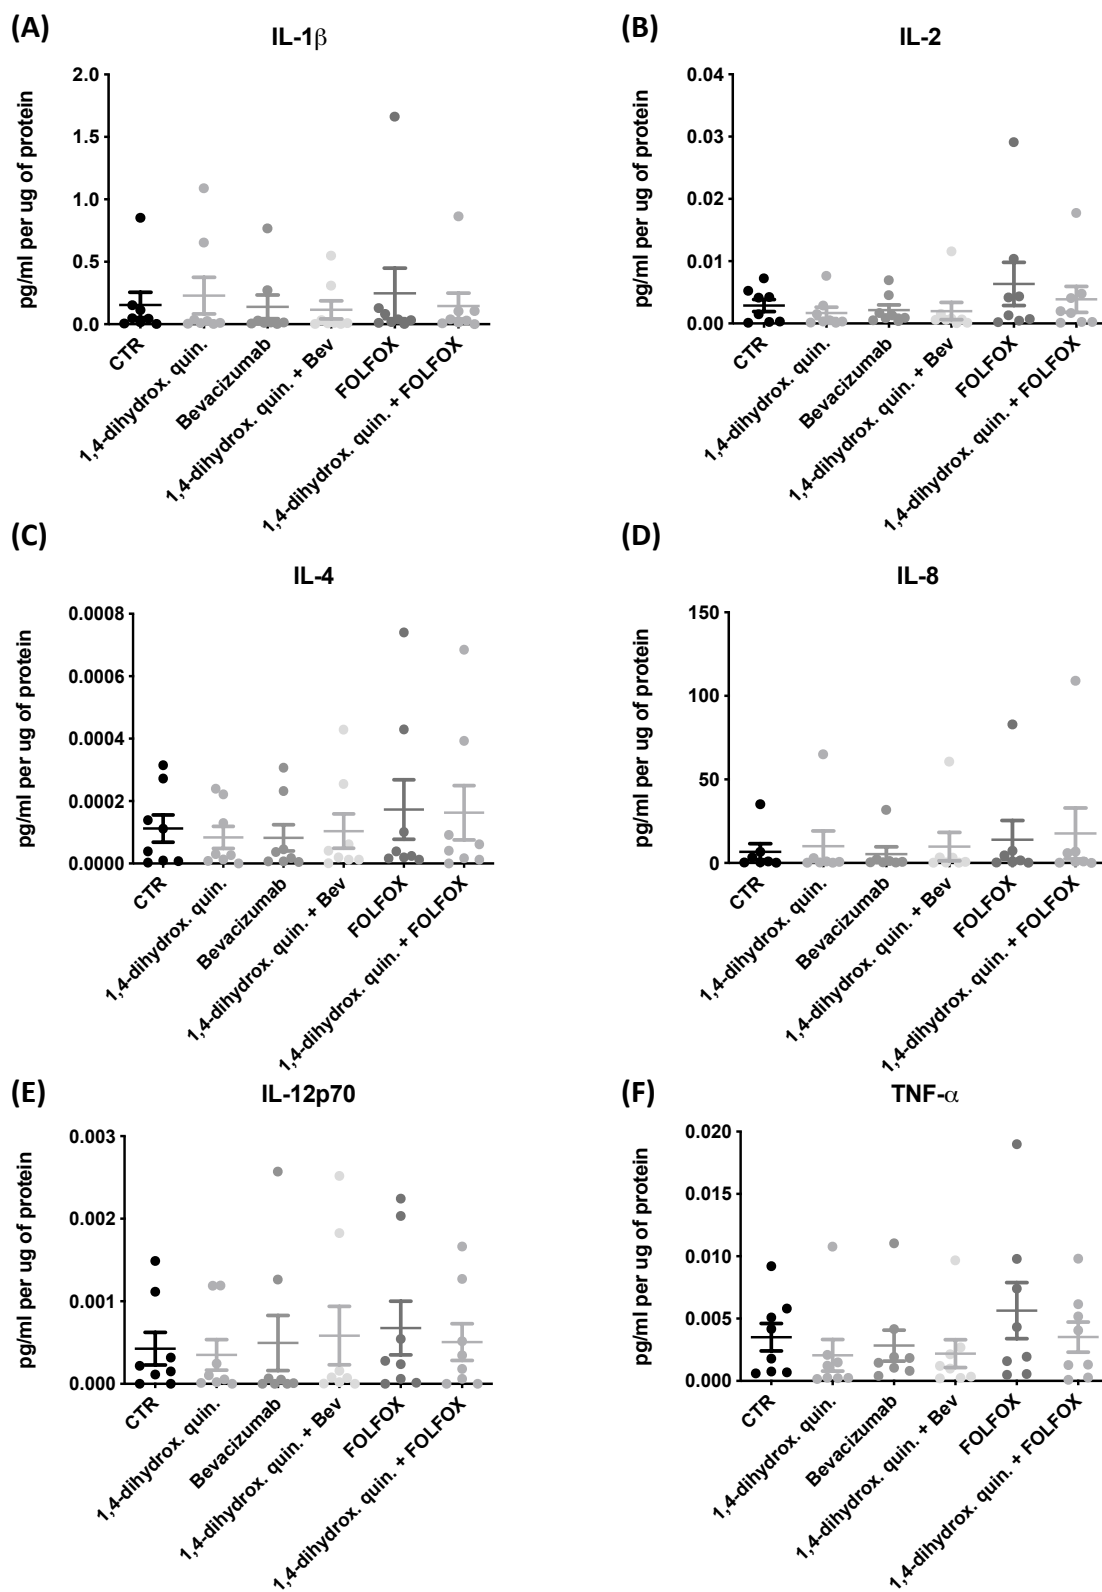 (A)
IL-1β
pg/ml per ug of protein
2.0
1.5
1.0
0.5
0.0
CTR
1,4-dihydrox. quin.
Bevacizumab
1,4-dihydrox. quin. + Bev
FOLFOX
1,4-dihydrox. quin. + FOLFOX
(B)
IL-2
pg/ml per ug of protein
0.04
0.03
0.02
0.01
0.00
CTR
1,4-dihydrox. quin.
Bevacizumab
1,4-dihydrox. quin. + Bev
FOLFOX
1,4-dihydrox. quin. + FOLFOX
(C)
IL-4
pg/ml per ug of protein
0.0008
0.0006
0.0004
0.0002
0.0000
CTR
1,4-dihydrox. quin.
Bevacizumab
1,4-dihydrox. quin. + Bev
FOLFOX
1,4-dihydrox. quin. + FOLFOX
(D)
IL-8
pg/ml per ug of protein
150
100
50
0
CTR
1,4-dihydrox. quin.
Bevacizumab
1,4-dihydrox. quin. + Bev
FOLFOX
1,4-dihydrox. quin. + FOLFOX
(E)
IL-12p70
pg/ml per ug of protein
0.003
0.002
0.001
0.000
CTR
1,4-dihydrox. quin.
Bevacizumab
1,4-dihydrox. quin. + Bev
FOLFOX
1,4-dihydrox. quin. + FOLFOX
(F)
TNF-α
pg/ml per ug of protein
0.020
0.015
0.010
0.005
0.000
CTR
1,4-dihydrox. quin.
Bevacizumab
1,4-dihydrox. quin. + Bev
FOLFOX
1,4-dihydrox. quin. + FOLFOX